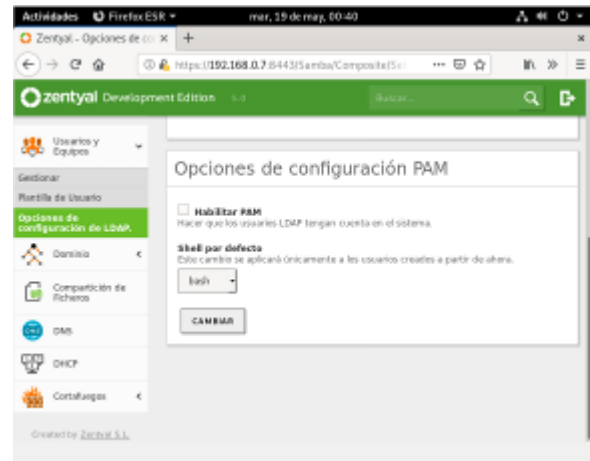 Actividades Firefox ESR mar, 19 de may, 00:40
Zentyal - Opciones de co
https://192.168.0.7:8443/Samba/Composite/Set
zentyal Development Edition 5.0 Buscar...
Usuarios y
Equipos
Gestionar
Plantilla de Usuario
Opciones de
configuración de LDAP.
Dominio
Compartición de
Ficheros
DNS
DHCP
Cortafuegos
Created by Zentyal S.L.
Opciones de configuración PAM
Habilitar PAM
Hacer que los usuarios LDAP tengan cuenta en el sistema.
Shell por defecto
Este cambio se aplicará únicamente a los usuarios creados a partir de ahora.
bash
CAMBIAR